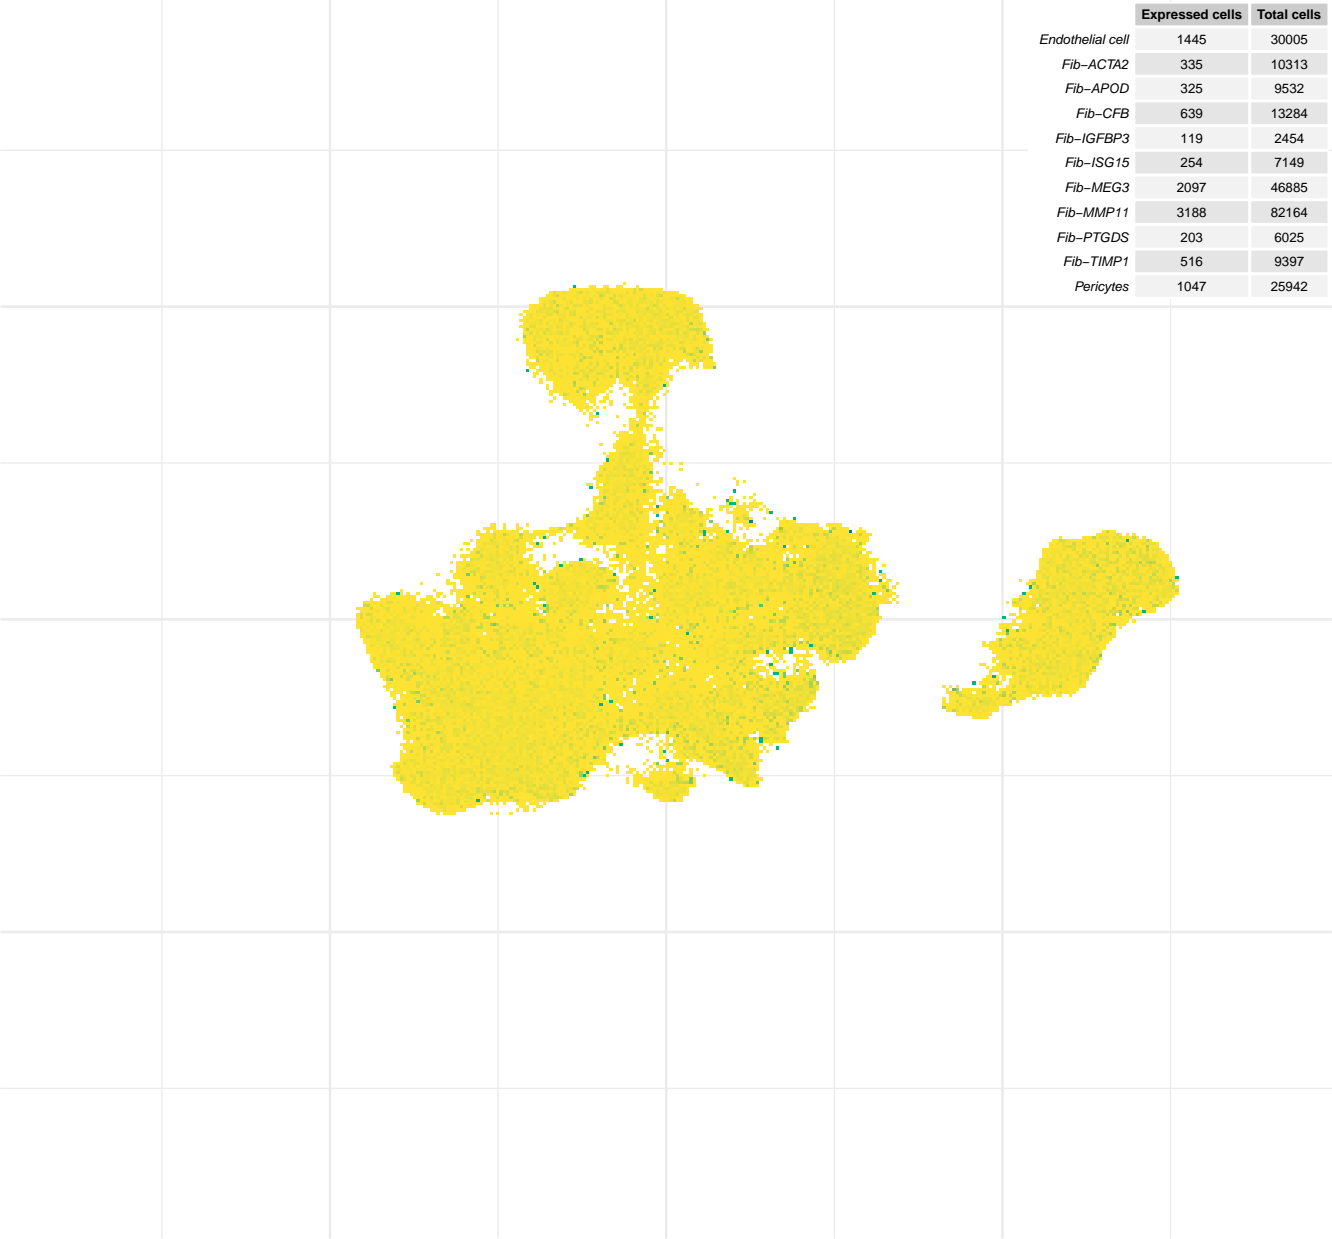 Expressed cells Total cells
Endothelial cell 1445 30005
Fib−ACTA2 335 10313
Fib−APOD 325 9532
Fib−CFB 639 13284
Fib−IGFBP3 119 2454
Fib−ISG15 254 7149
Fib−MEG3 2097 46885
Fib−MMP11 3188 82164
Fib−PTGDS 203 6025
Fib−TIMP1 516 9397
Pericytes 1047 25942